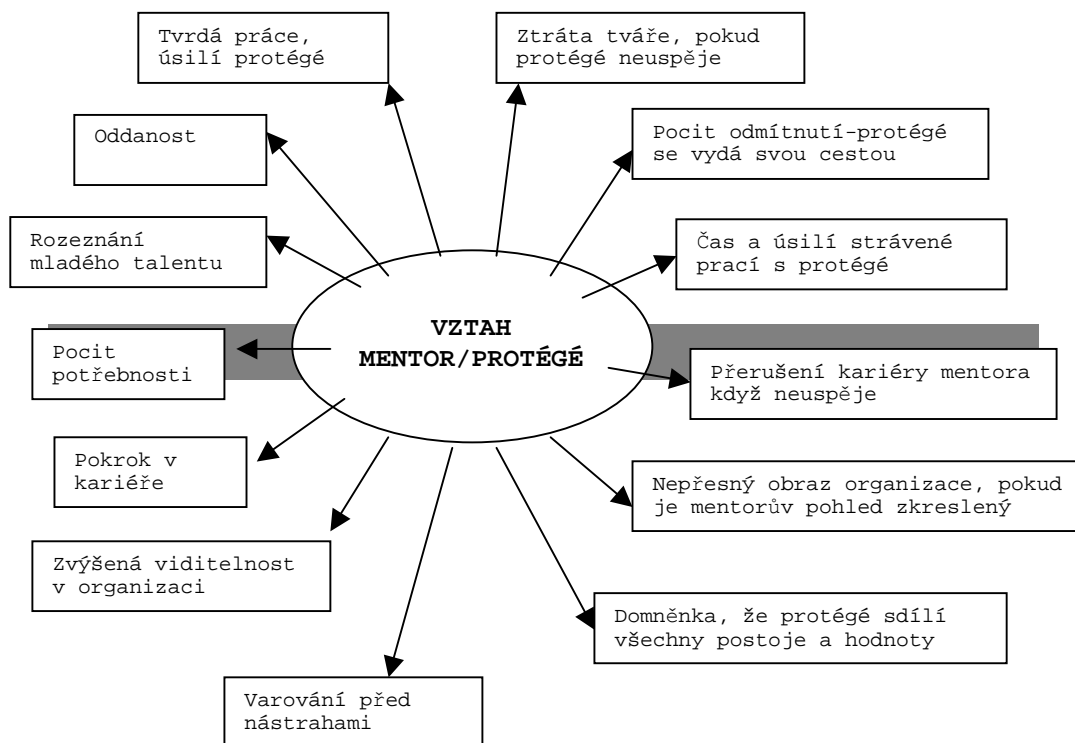 Tvrdá práce,
úsilí protégé
Ztráta tváře, pokud
protégé neuspěje
Oddanost
Pocit odmítnutí-protégé
se vydá svou cestou
Rozeznání
mladého talentu
Čas a úsilí strávené
prací s protégé
VZTAH
MENTOR/PROTÉGÉ
Pocit
potřebnosti
Přerušení kariéry mentora
když neuspěje
Pokrok v
kariéře
Nepřesný obraz organizace, pokud
je mentorův pohled zkreslený
Zvýšená viditelnost
v organizaci
Domněnka, že protégé sdílí
všechny postoje a hodnoty
Varování před
nástrahami